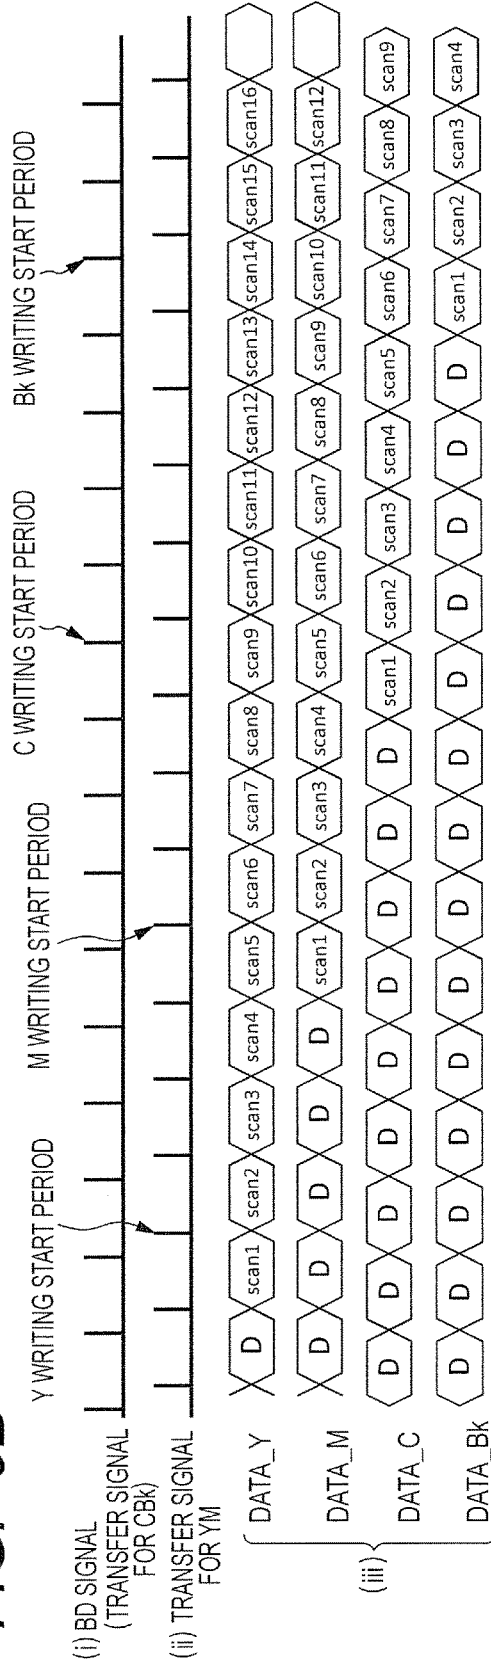 Y WRITING START PERIOD M WRITING START PERIOD C WRITING START PERIOD Bk WRITING START PERIOD
(i) BD SIGNAL
(TRANSFER SIGNAL
FOR CBk)
(ii) TRANSFER SIGNAL
FOR YM
(iii)
DATA_Y D scan1 scan2 scan3 scan4 scan5 scan6 scan7 scan8 scan9 scan10 scan11 scan12 scan13 scan14 scan15 scan16
DATA_M D D D D D scan1 scan2 scan3 scan4 scan5 scan6 scan7 scan8 scan9 scan10 scan11 scan12
DATA_C D D D D D D D D D scan1 scan2 scan3 scan4 scan5 scan6 scan7 scan8 scan9
DATA_Bk D D D D D D D D D D D D D D scan1 scan2 scan3 scan4